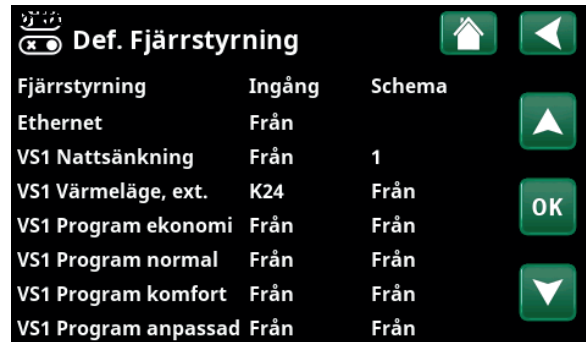 Def. Fjärrstyrning
Fjärrstyrning Ingång Schema
Ethernet Från
VS1 Nattsänkning Från 1
VS1 Värmeläge, ext. K24 Från
OK
VS1 Program ekonomi Från Från
VS1 Program normal Från Från
VS1 Program komfort Från Från
VS1 Program anpassad Från Från